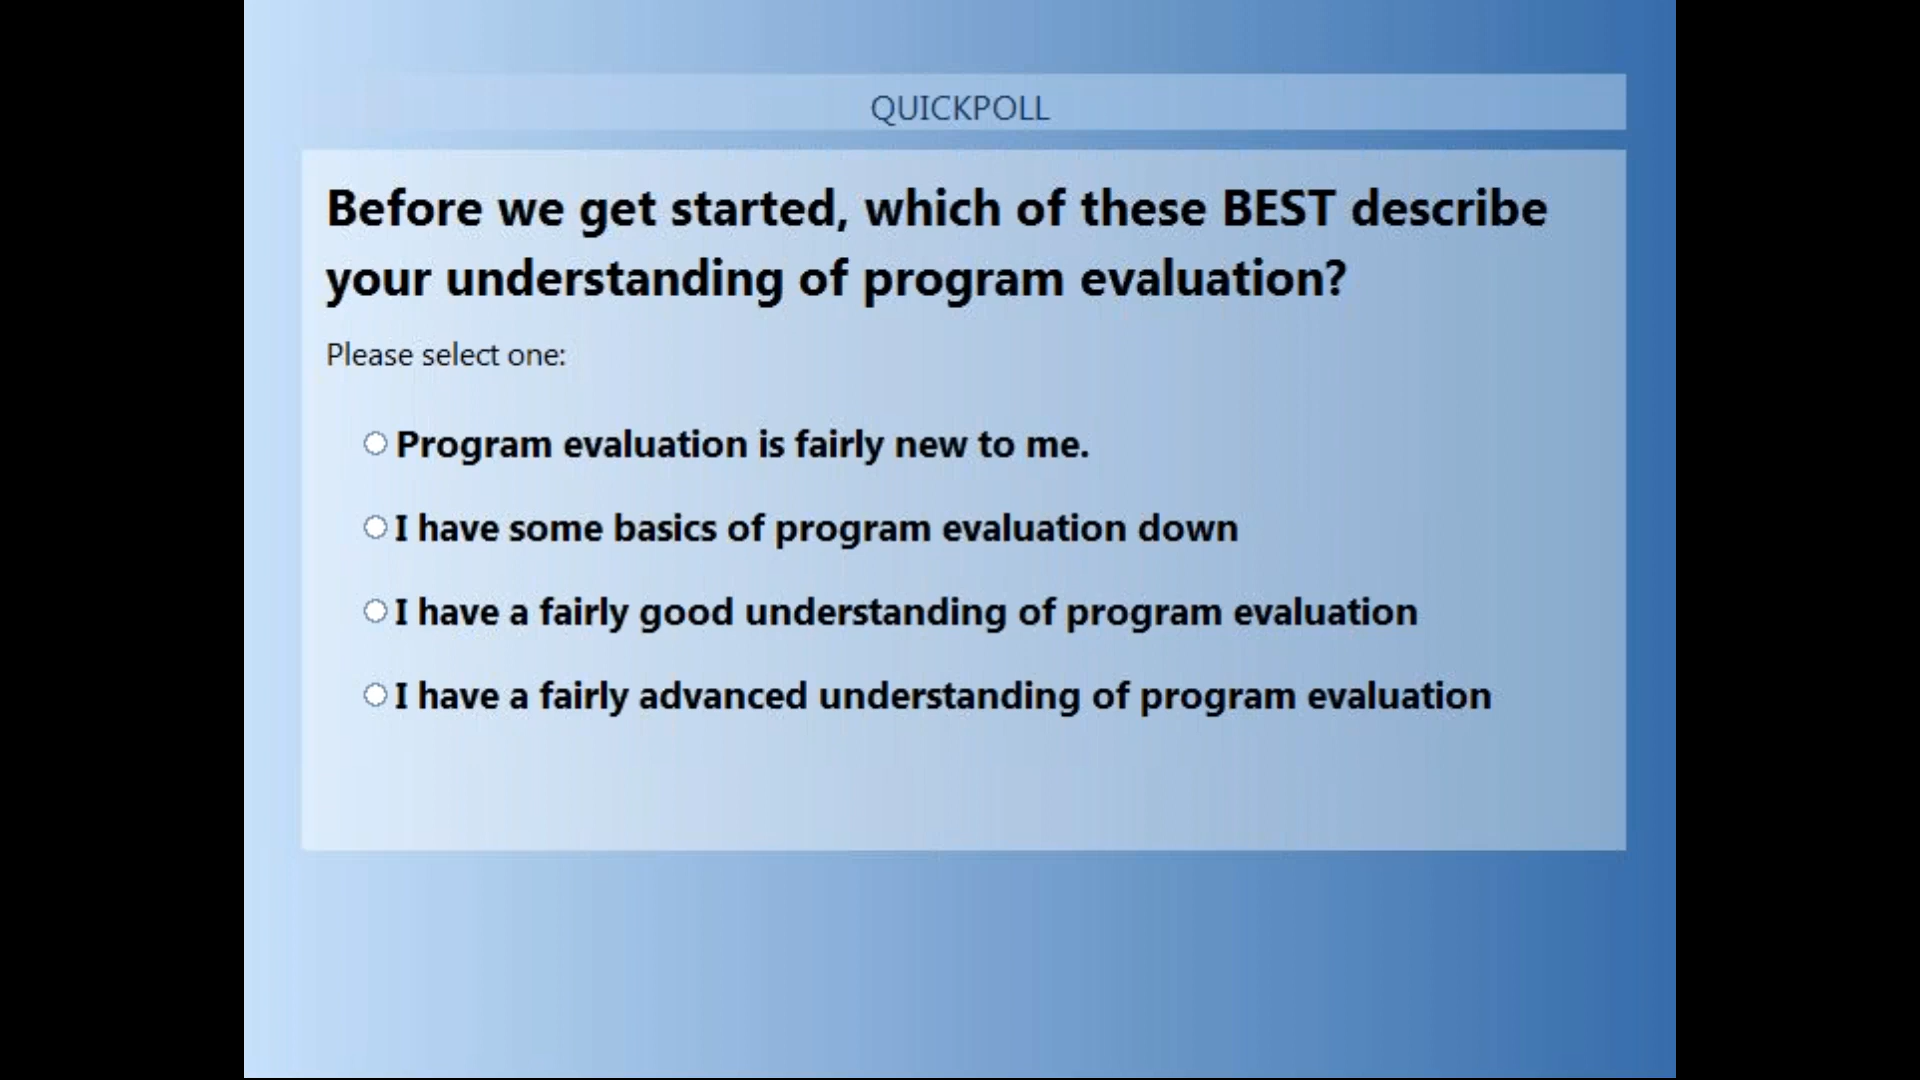 QUICKPOLL
Before we get started, which of these BEST describe
your understanding of program evaluation?
Please select one:
Program evaluation is fairly new to me.
I have some basics of program evaluation down
I have a fairly good understanding of program evaluation
I have a fairly advanced understanding of program evaluation